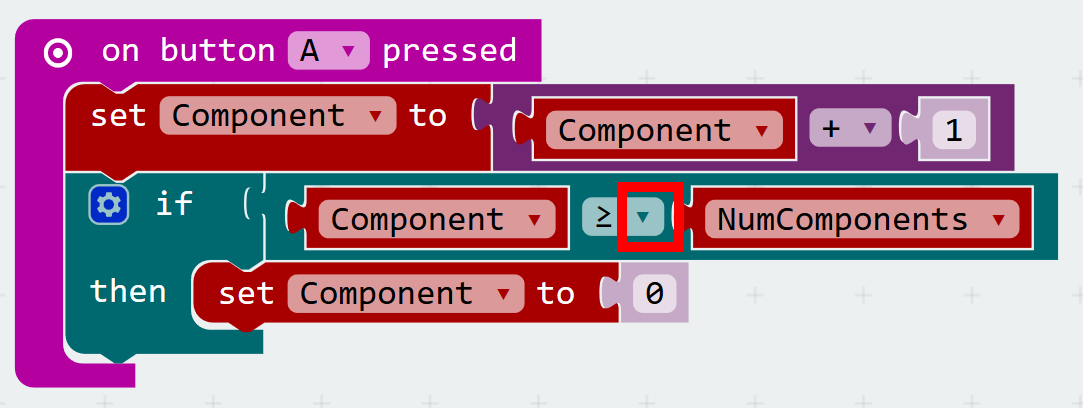 on button A pressed
set Component to Component + 1
if Component ≥ NumComponents
then set Component to 0